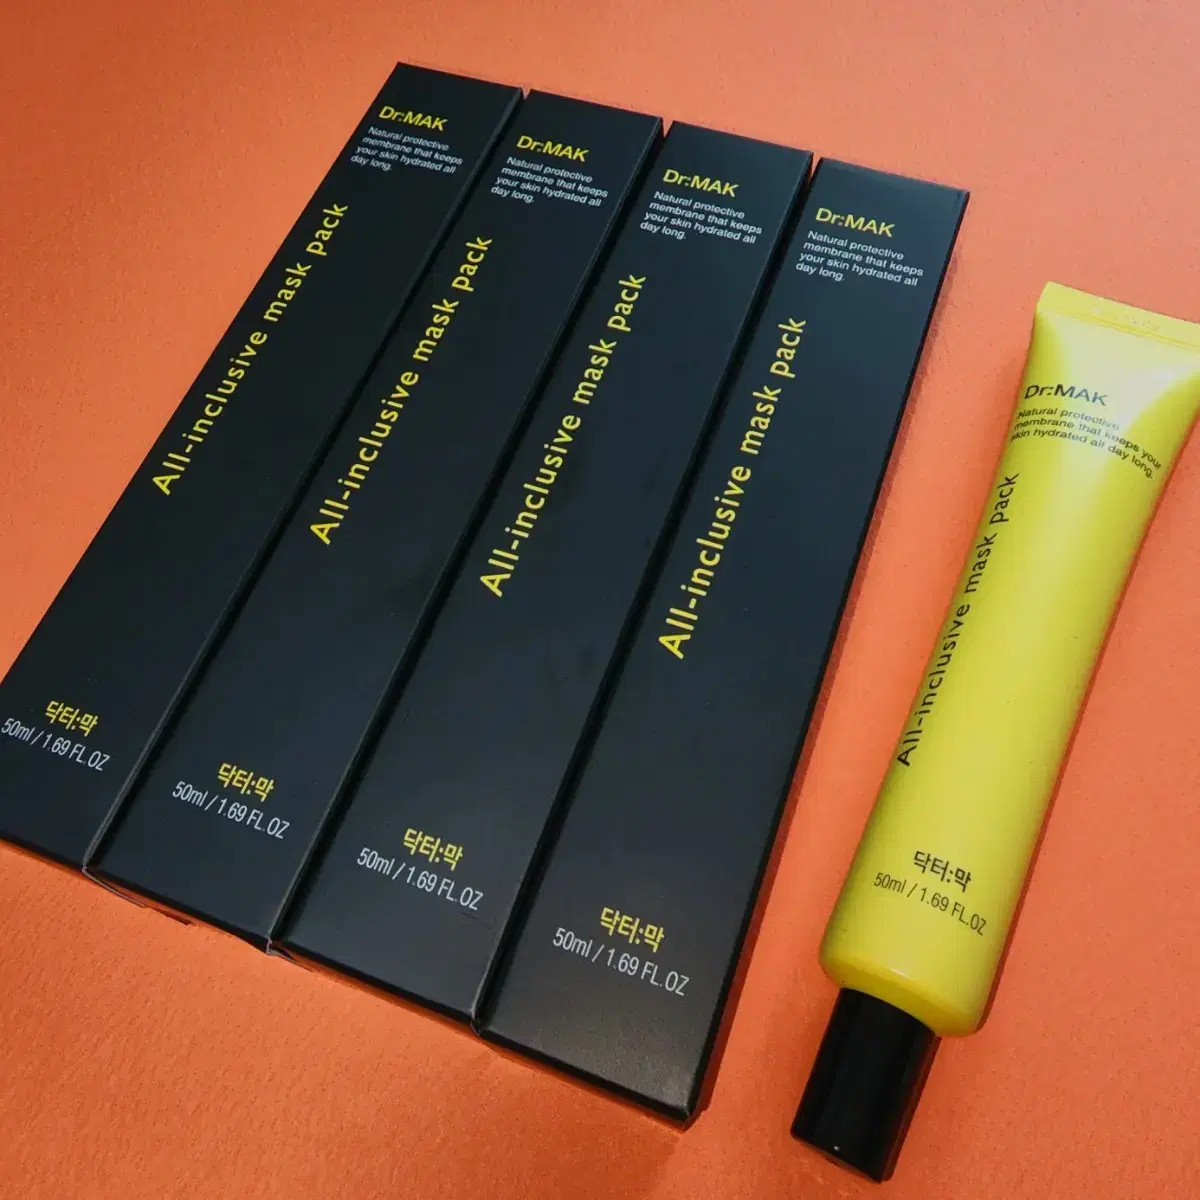 Dr:MAK
Natural protective
membrane that keeps
your skin hydrated all
day long.
All-inclusive mask pack
닥터:막
50ml / 1.69 FL.OZ
Dr:MAK
Natural protective
membrane that keeps
your skin hydrated all
day long.
All-inclusive mask pack
닥터:막
50ml / 1.69 FL.OZ
Dr:MAK
Natural protective
membrane that keeps
your skin hydrated all
day long.
All-inclusive mask pack
닥터:막
50ml / 1.69 FL.OZ
Dr:MAK
Natural protective
membrane that keeps
your skin hydrated all
day long.
All-inclusive mask pack
닥터:막
50ml / 1.69 FL.OZ
Dr:MAK
Natural protective
membrane that keeps your
skin hydrated all day long.
All-inclusive mask pack
닥터:막
50ml / 1.69 FL.OZ